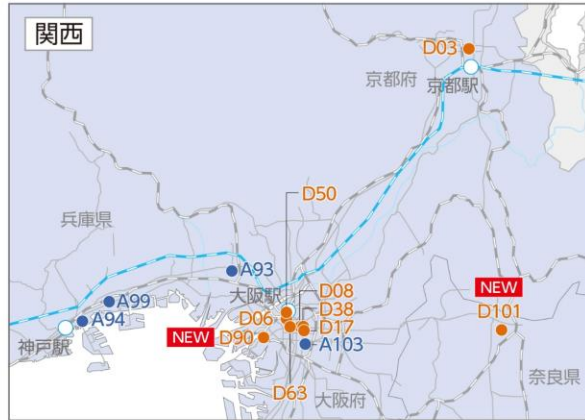 関西
D03
京都府
京都駅
D50
兵庫県
A93
NEW
大阪駅
D08
A99
D38
D06
D101
A94
D17
神戸駅
NEW
D90
A103
奈良県
D63
大阪府